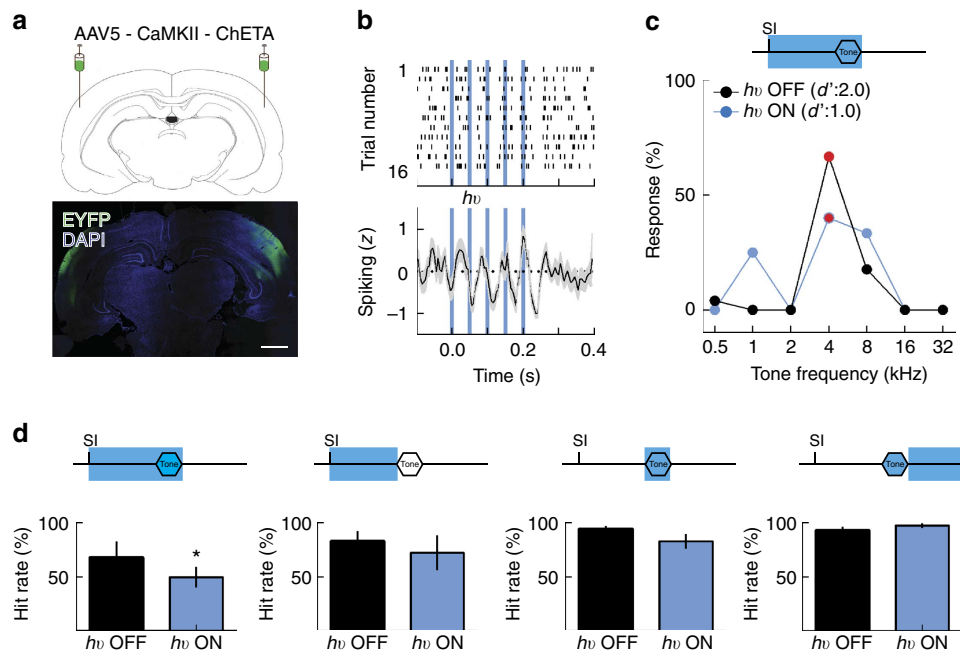 a
AAV5 - CaMKII - ChETA
EYFP
DAPI
b
Trial number
1
16
hυ
Spiking (z)
1
0
−1
0.0 0.2 0.4
Time (s)
c
SI
Tone
100
50
0
Response (%)
hυ OFF (d′:2.0)
hυ ON (d′:1.0)
0.5 1 2 4 8 16 32
Tone frequency (kHz)
d
SI
Tone
100
50
Hit rate (%)
*
hυ OFF hυ ON
SI
Tone
100
50
Hit rate (%)
hυ OFF hυ ON
SI
Tone
100
50
Hit rate (%)
hυ OFF hυ ON
SI
Tone
100
50
Hit rate (%)
hυ OFF hυ ON